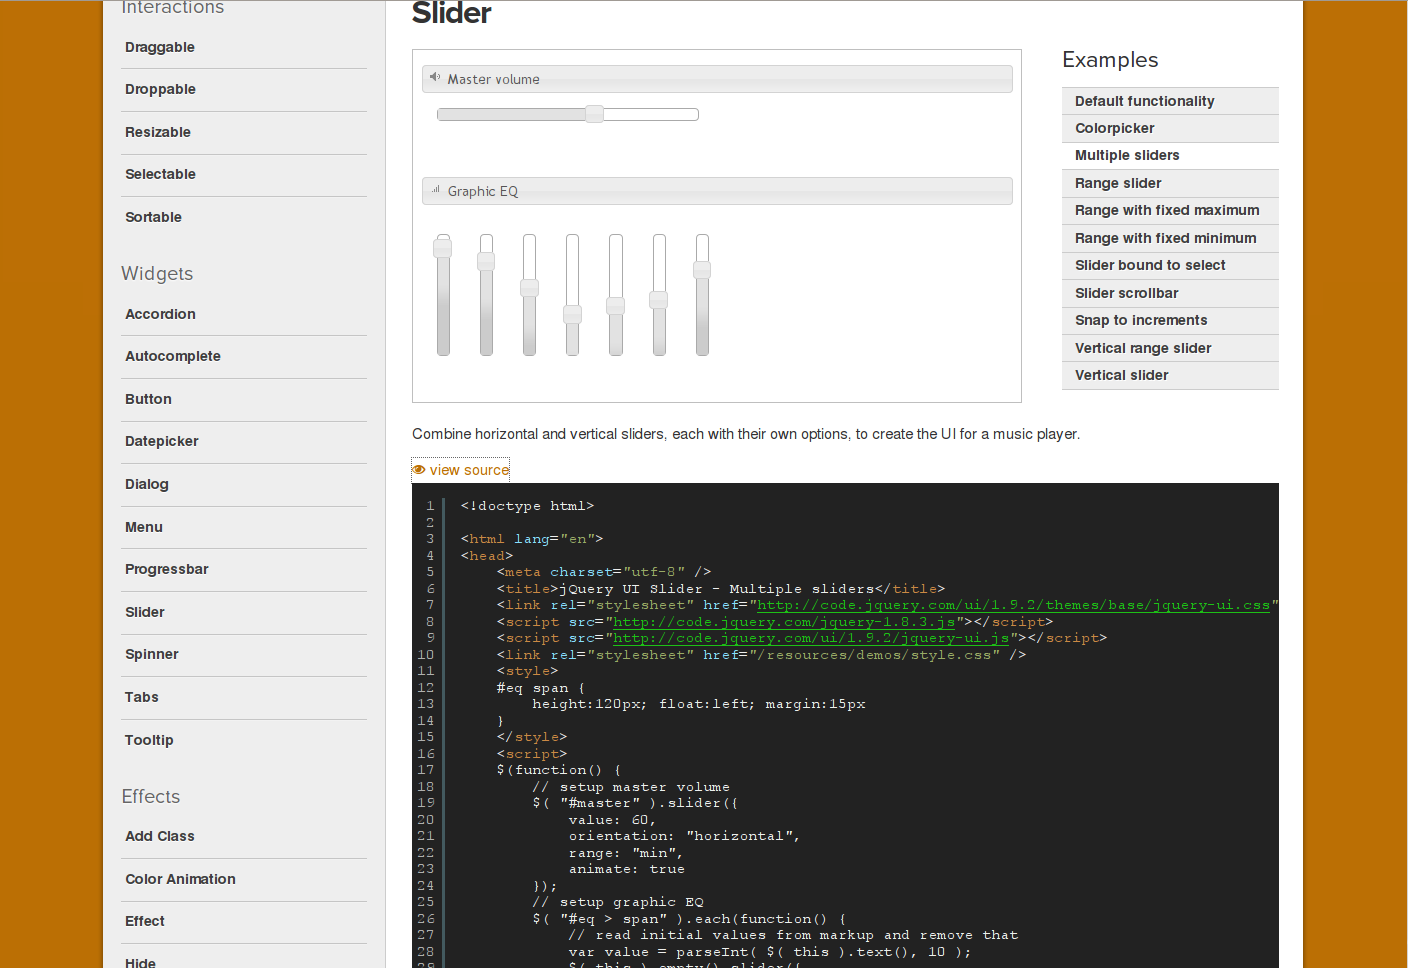 Interactions
Draggable
Droppable
Resizable
Selectable
Sortable
Widgets
Accordion
Autocomplete
Button
Datepicker
Dialog
Menu
Progressbar
Slider
Spinner
Tabs
Tooltip
Effects
Add Class
Color Animation
Effect
Hide
Slider
Master volume
Graphic EQ
Examples
Default functionality
Colorpicker
Multiple sliders
Range slider
Range with fixed maximum
Range with fixed minimum
Slider bound to select
Slider scrollbar
Snap to increments
Vertical range slider
Vertical slider
Combine horizontal and vertical sliders, each with their own options, to create the UI for a music player.
view source
1 <!doctype html>
2
3 <html lang="en">
4 <head>
5 <meta charset="utf-8" />
6 <title>jQuery UI Slider - Multiple sliders</title>
7 <link rel="stylesheet" href="http://code.jquery.com/ui/1.9.2/themes/base/jquery-ui.css"
8 <script src="http://code.jquery.com/jquery-1.8.3.js"></script>
9 <script src="http://code.jquery.com/ui/1.9.2/jquery-ui.js"></script>
10 <link rel="stylesheet" href="/resources/demos/style.css" />
11 <style>
12 #eq span {
13 height:120px; float:left; margin:15px
14 }
15 </style>
16 <script>
17 $(function() {
18 // setup master volume
19 $( "#master" ).slider({
20 value: 60,
21 orientation: "horizontal",
22 range: "min",
23 animate: true
24 });
25 // setup graphic EQ
26 $( "#eq > span" ).each(function() {
27 // read initial values from markup and remove that
28 var value = parseInt( $( this ).text(), 10 );
29 $( this ).empty().slider({